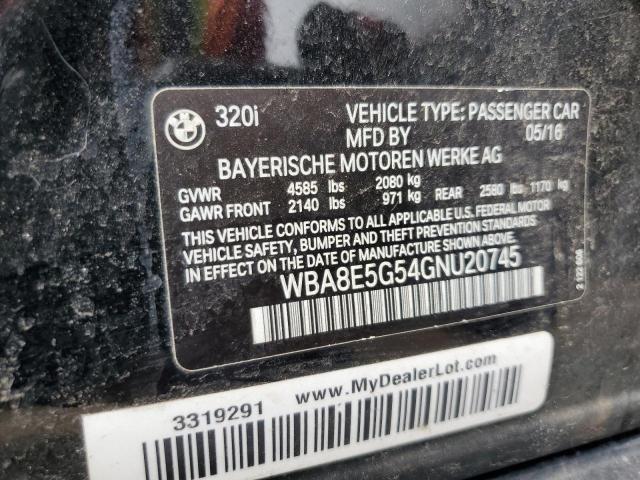 BMW
320i VEHICLE TYPE: PASSENGER CAR
MFD BY 05/16
BAYERISCHE MOTOREN WERKE AG
GVWR 4585 lbs 2080 kg
GAWR FRONT 2140 lbs 971 kg REAR 2580 lbs 1170 kg
THIS VEHICLE CONFORMS TO ALL APPLICABLE U.S. FEDERAL MOTOR
VEHICLE SAFETY, BUMPER AND THEFT PREVENTION STANDARDS
IN EFFECT ON THE DATE OF MANUFACTURE SHOWN ABOVE.
WBA8E5G54GNU20745
www.MyDealerLot.com
3319291